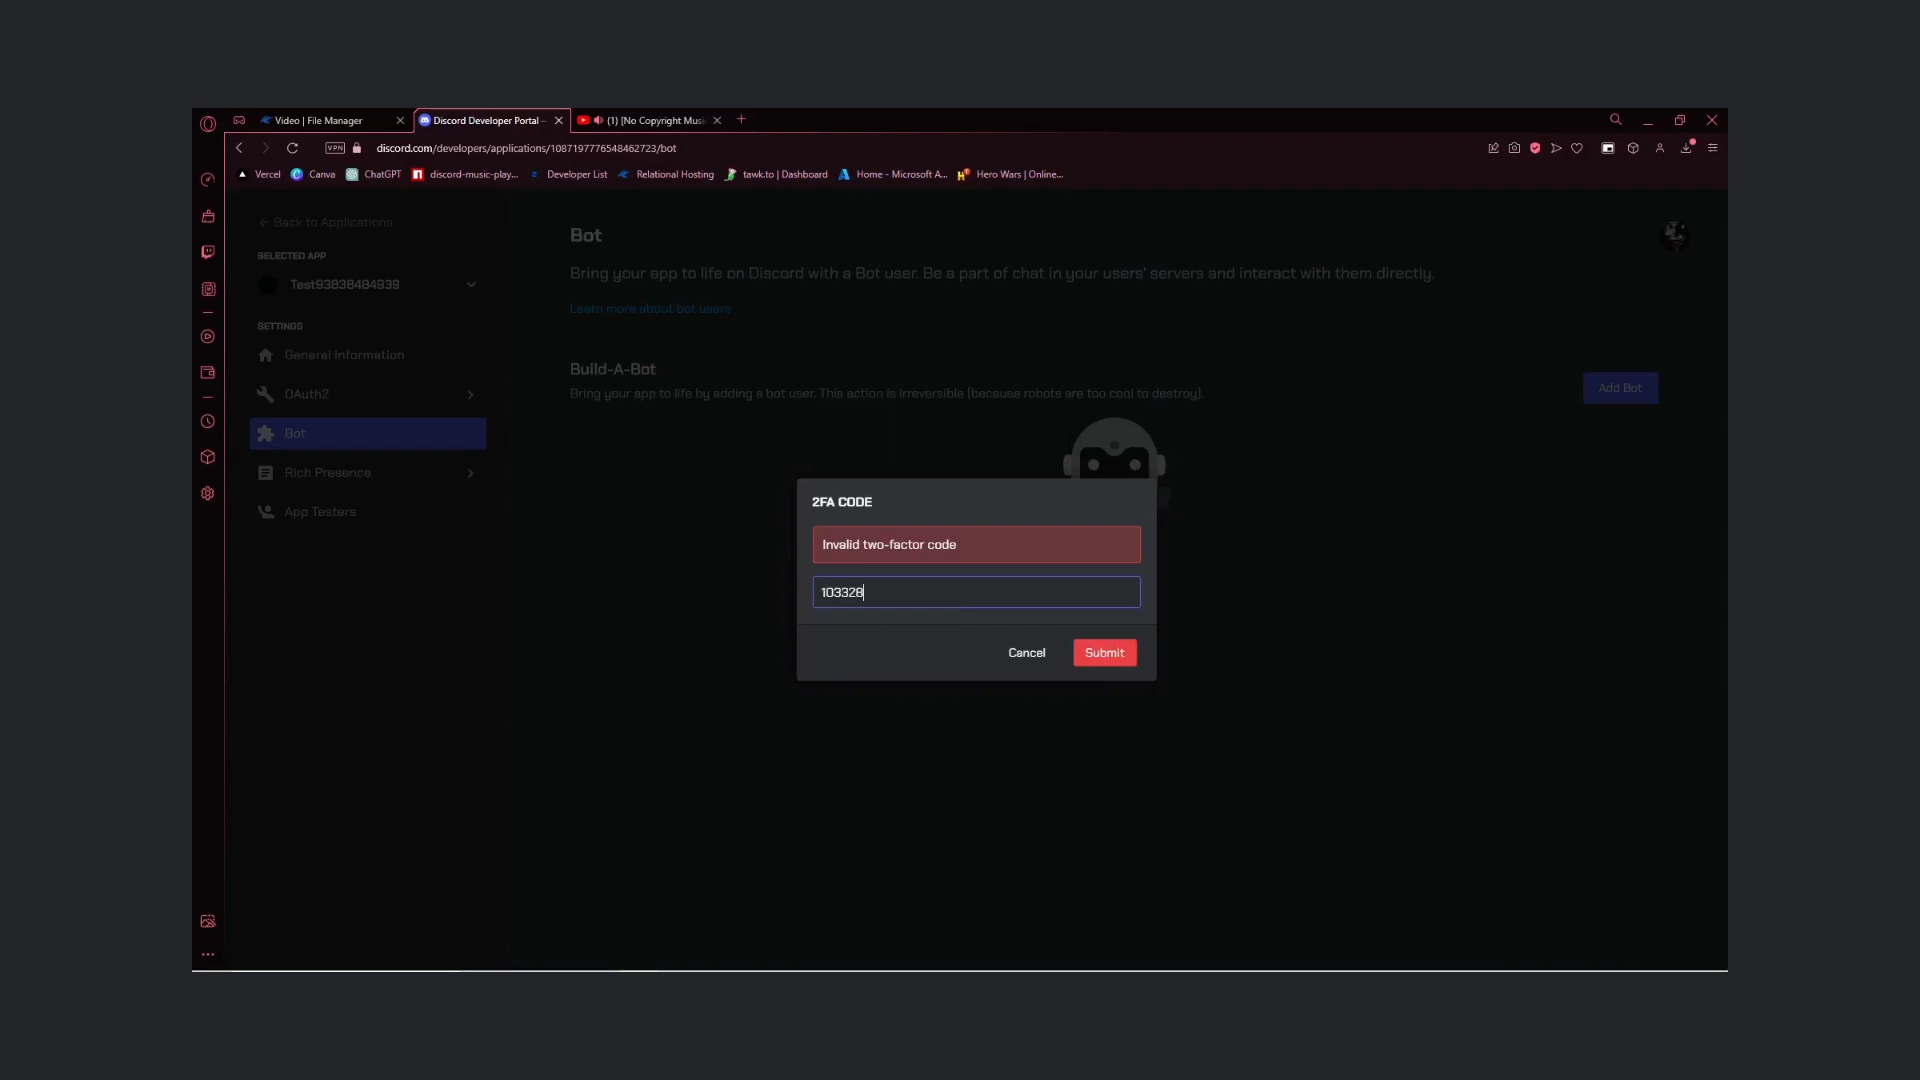 Video | File Manager
Discord Developer Portal –
(1) [No Copyright Musi
VPN
discord.com/developers/applications/1087197776548462723/bot
Vercel
Canva
ChatGPT
discord-music-play...
Developer List
Relational Hosting
tawk.to | Dashboard
Home - Microsoft A...
Hero Wars | Online...
← Back to Applications
SELECTED APP
Test93838484939
SETTINGS
General Information
OAuth2
Bot
Rich Presence
App Testers
Bot
Bring your app to life on Discord with a Bot user. Be a part of chat in your users' servers and interact with them directly.
Learn more about bot users
Build-A-Bot
Bring your app to life by adding a bot user. This action is irreversible (because robots are too cool to destroy).
Add Bot
2FA CODE
Invalid two-factor code
103328
Cancel
Submit